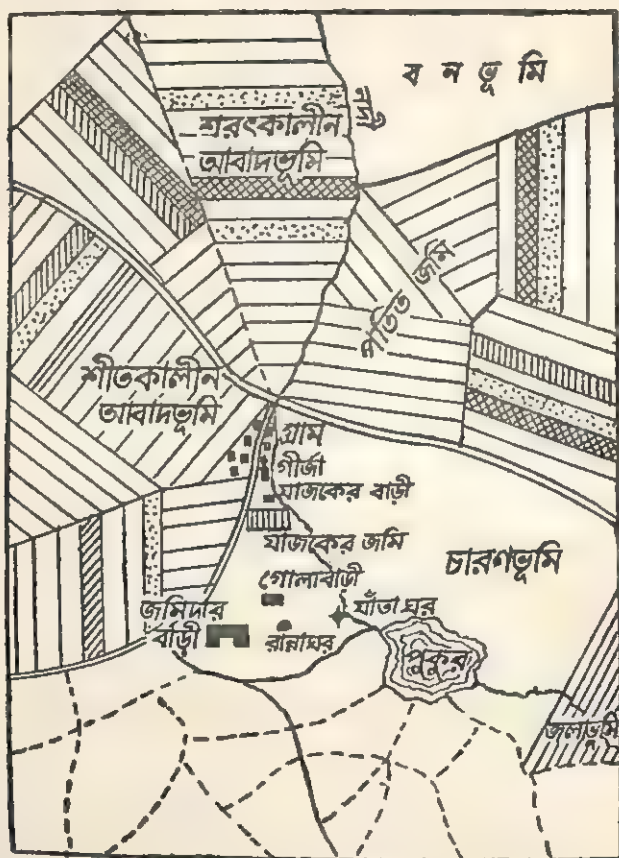 বনভূমি
নদী
শরৎকালীন
আবাদভূমি
পতিত জমি
শীতকালীন
আবাদভূমি
গ্রাম
গীর্জা
যাজকের বাড়ী
যাজকের জমি
চারণভূমি
গোলাবাড়ী
জমিদার
বাড়ী
রান্নাঘর
যাঁতা ঘর
পুকুর
জলাভূমি